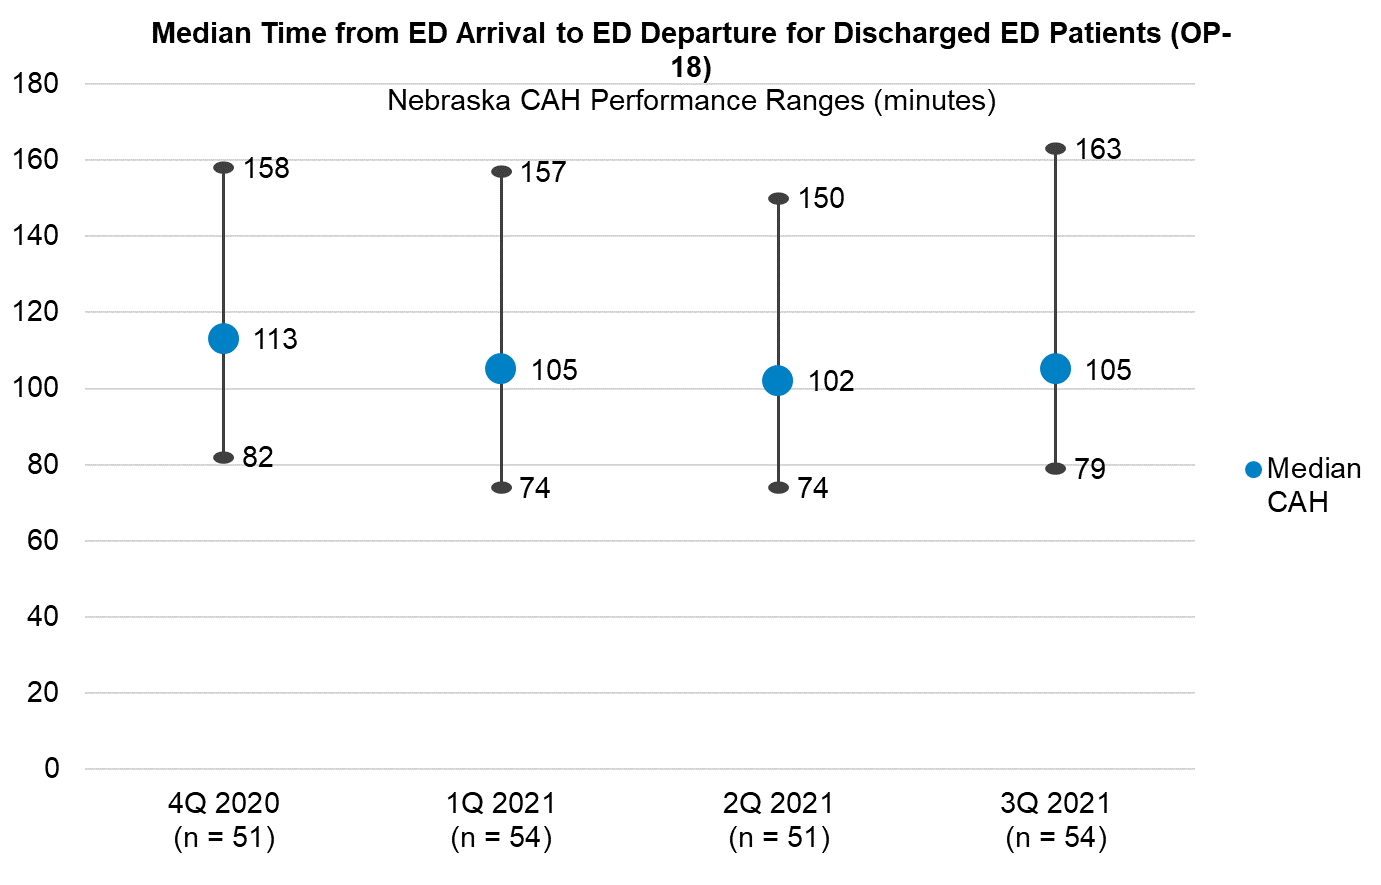 Median Time from ED Arrival to ED Departure for Discharged ED Patients (OP-
18)
Nebraska CAH Performance Ranges (minutes)
180
160
140
120
100
80
60
40
20
0
158
113
82
157
105
74
150
102
74
163
105
79
Median
CAH
4Q 2020
(n = 51)
1Q 2021
(n = 54)
2Q 2021
(n = 51)
3Q 2021
(n = 54)